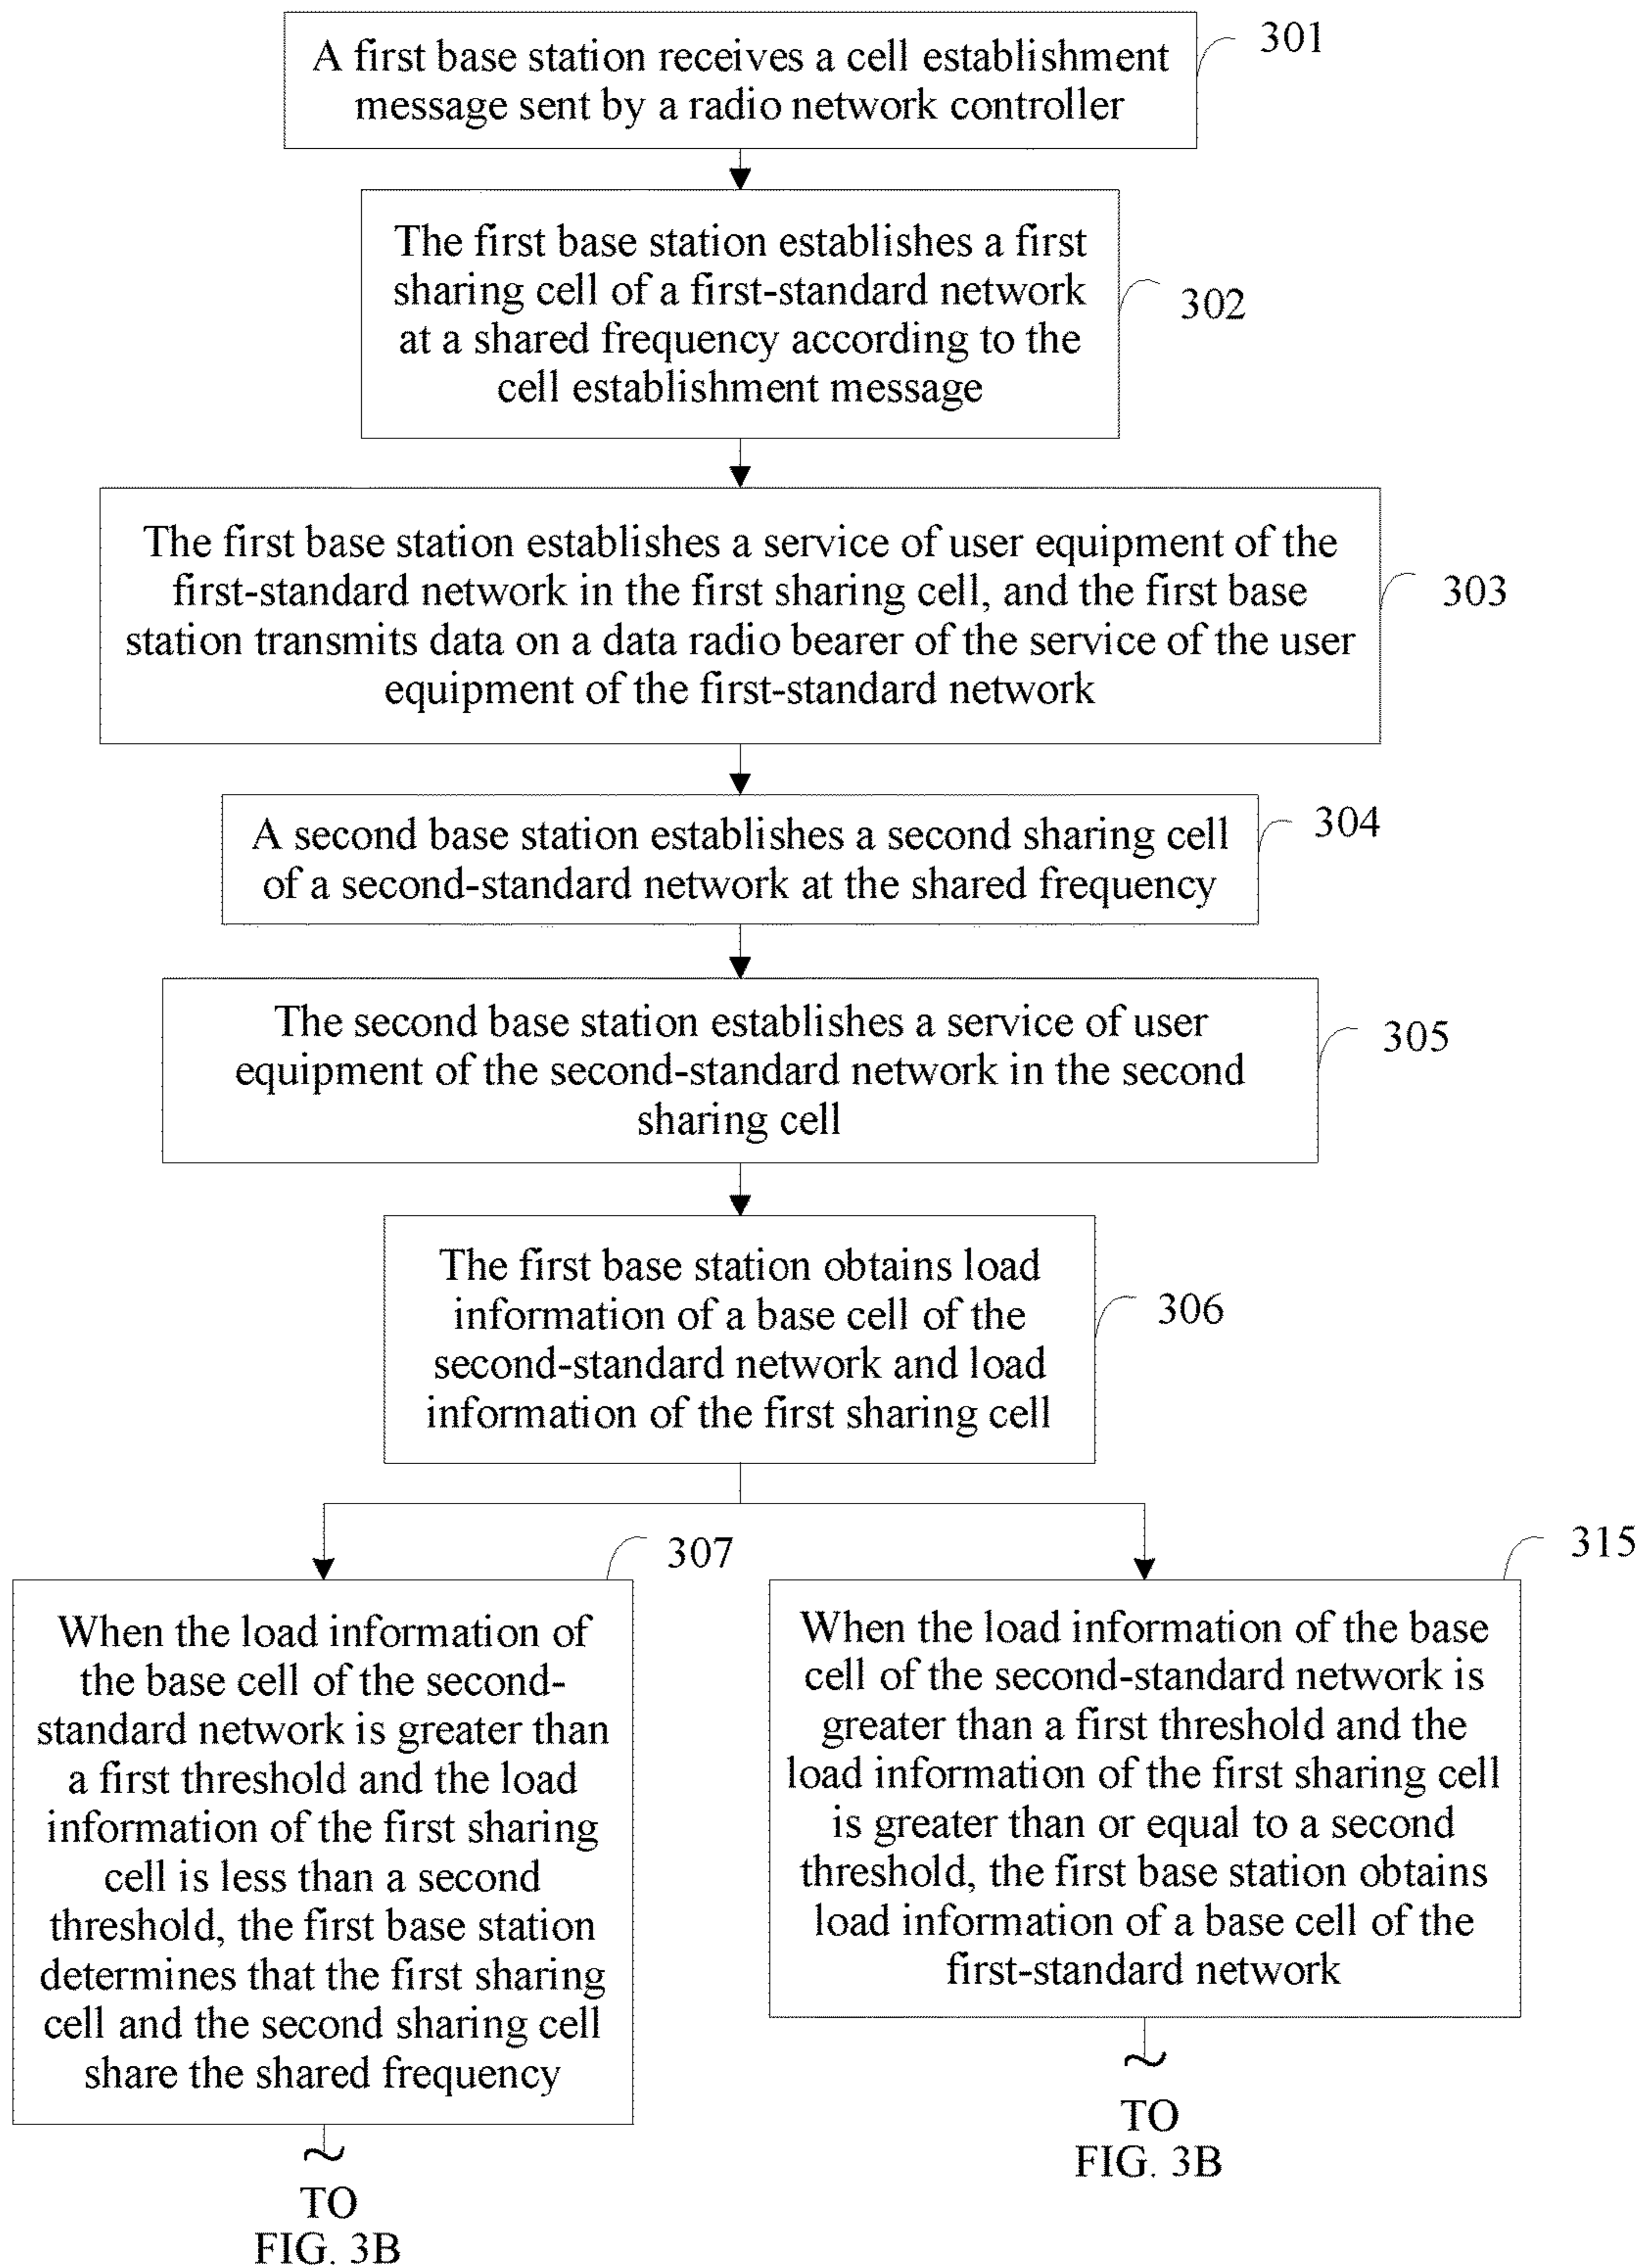 A first base station receives a cell establishment
message sent by a radio network controller
301
The first base station establishes a first
sharing cell of a first-standard network
at a shared frequency according to the
cell establishment message
302
The first base station establishes a service of user equipment of the
first-standard network in the first sharing cell, and the first base
station transmits data on a data radio bearer of the service of the user
equipment of the first-standard network
303
A second base station establishes a second sharing cell
of a second-standard network at the shared frequency
304
The second base station establishes a service of user
equipment of the second-standard network in the second
sharing cell
305
The first base station obtains load
information of a base cell of the
second-standard network and load
information of the first sharing cell
306
307
When the load information of
the base cell of the second-
standard network is greater than
a first threshold and the load
information of the first sharing
cell is less than a second
threshold, the first base station
determines that the first sharing
cell and the second sharing cell
share the shared frequency
TO
FIG. 3B
315
When the load information of the base
cell of the second-standard network is
greater than a first threshold and the
load information of the first sharing cell
is greater than or equal to a second
threshold, the first base station obtains
load information of a base cell of the
first-standard network
TO
FIG. 3B